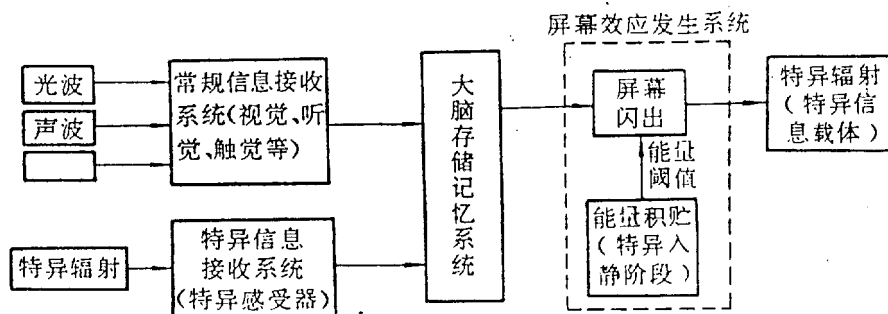 屏幕效应发生系统
光波
声波
常规信息接收
系统(视觉、听
觉、触觉等)
特异辐射
特异信息
接收系统
(特异感受器)
大脑存储记忆系统
屏幕
闪出
能量
阈值
能量积贮
(特异入
静阶段)
特异辐射
(特异信
息载体)